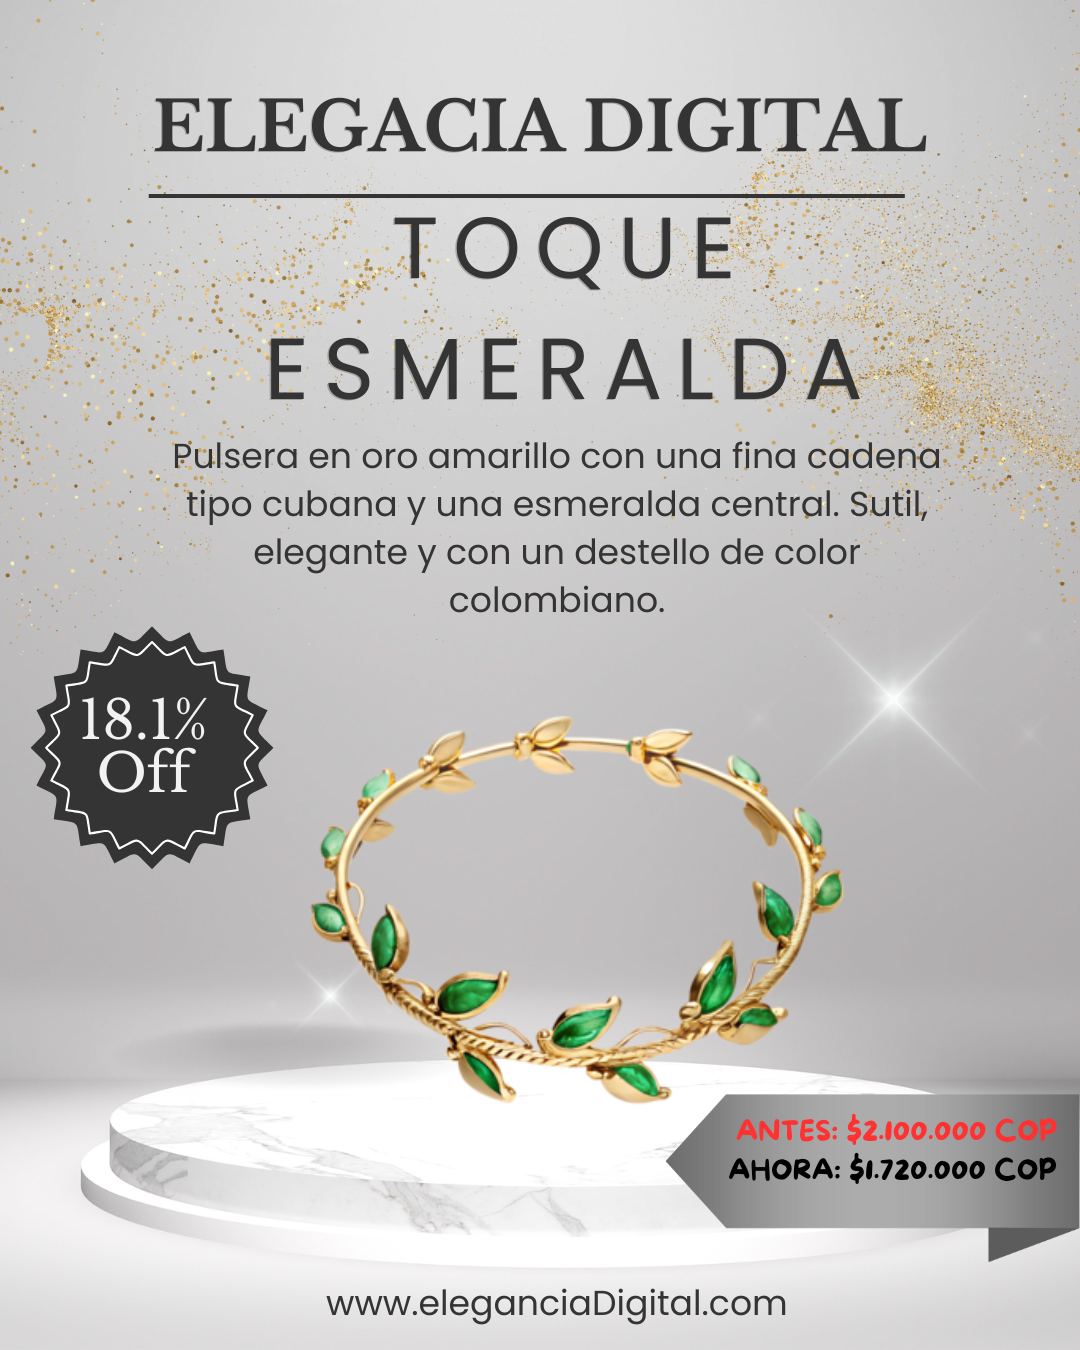 ELEGACIA DIGITAL
TOQUE
ESMERALDA
Pulsera en oro amarillo con una fina cadena
tipo cubana y una esmeralda central. Sutil,
elegante y con un destello de color
colombiano.
18.1%
Off
ANTES: $2.100.000 COP
AHORA: $1.720.000 COP
www.eleganciaDigital.com